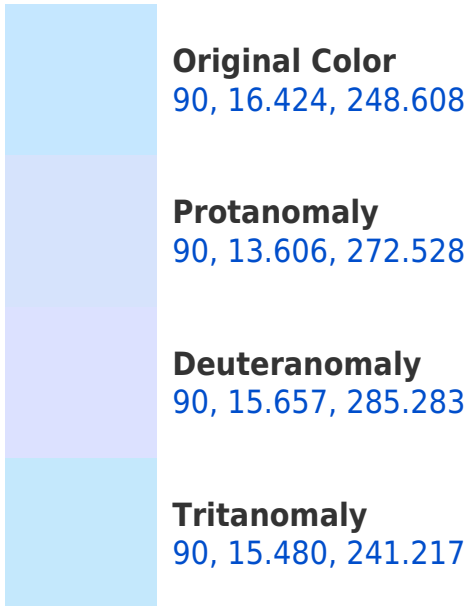 Original Color
90, 16.424, 248.608
Protanomaly
90, 13.606, 272.528
Deuteranomaly
90, 15.657, 285.283
Tritanomaly
90, 15.480, 241.217